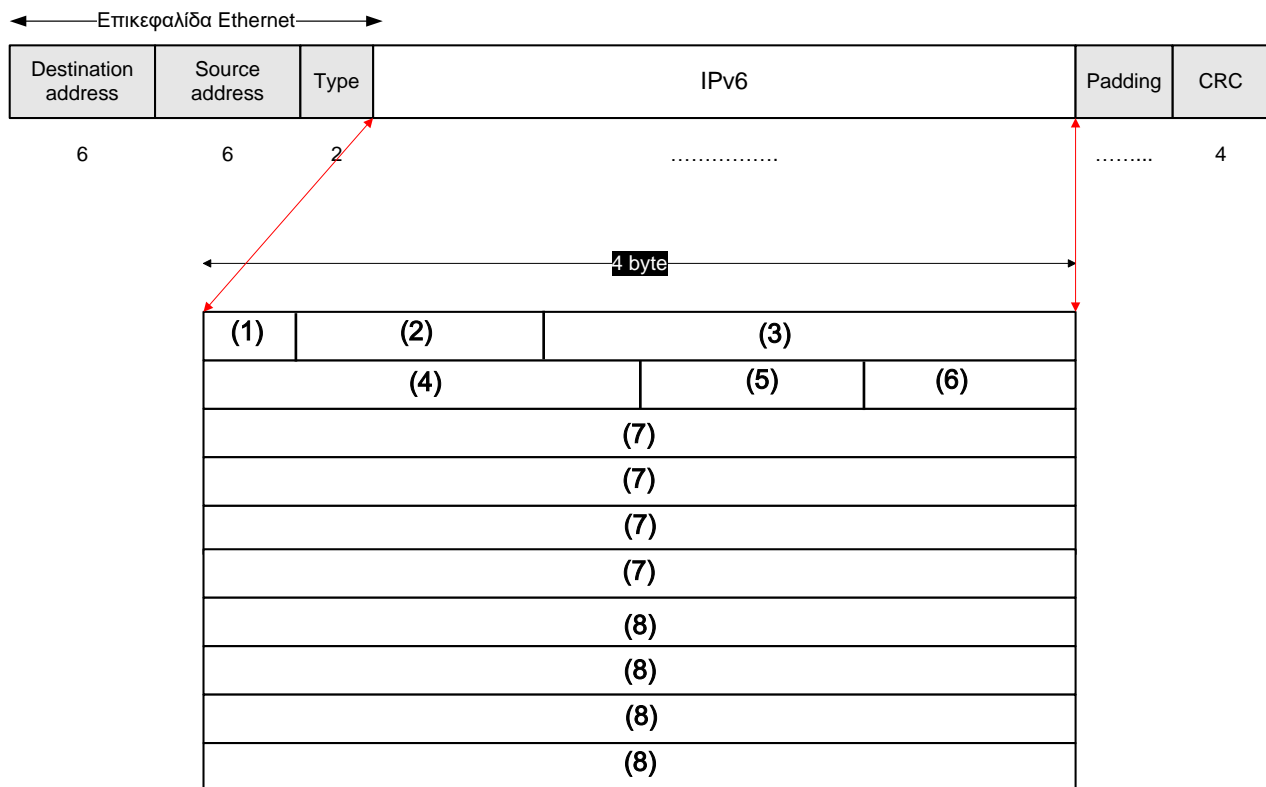 Επικεφαλίδα Ethernet
Destination address
Source address
Type
IPv6
Padding
CRC
6
6
2
……………
……...
4
4 byte
(1)
(2)
(3)
(4)
(5)
(6)
(7)
(7)
(7)
(7)
(8)
(8)
(8)
(8)